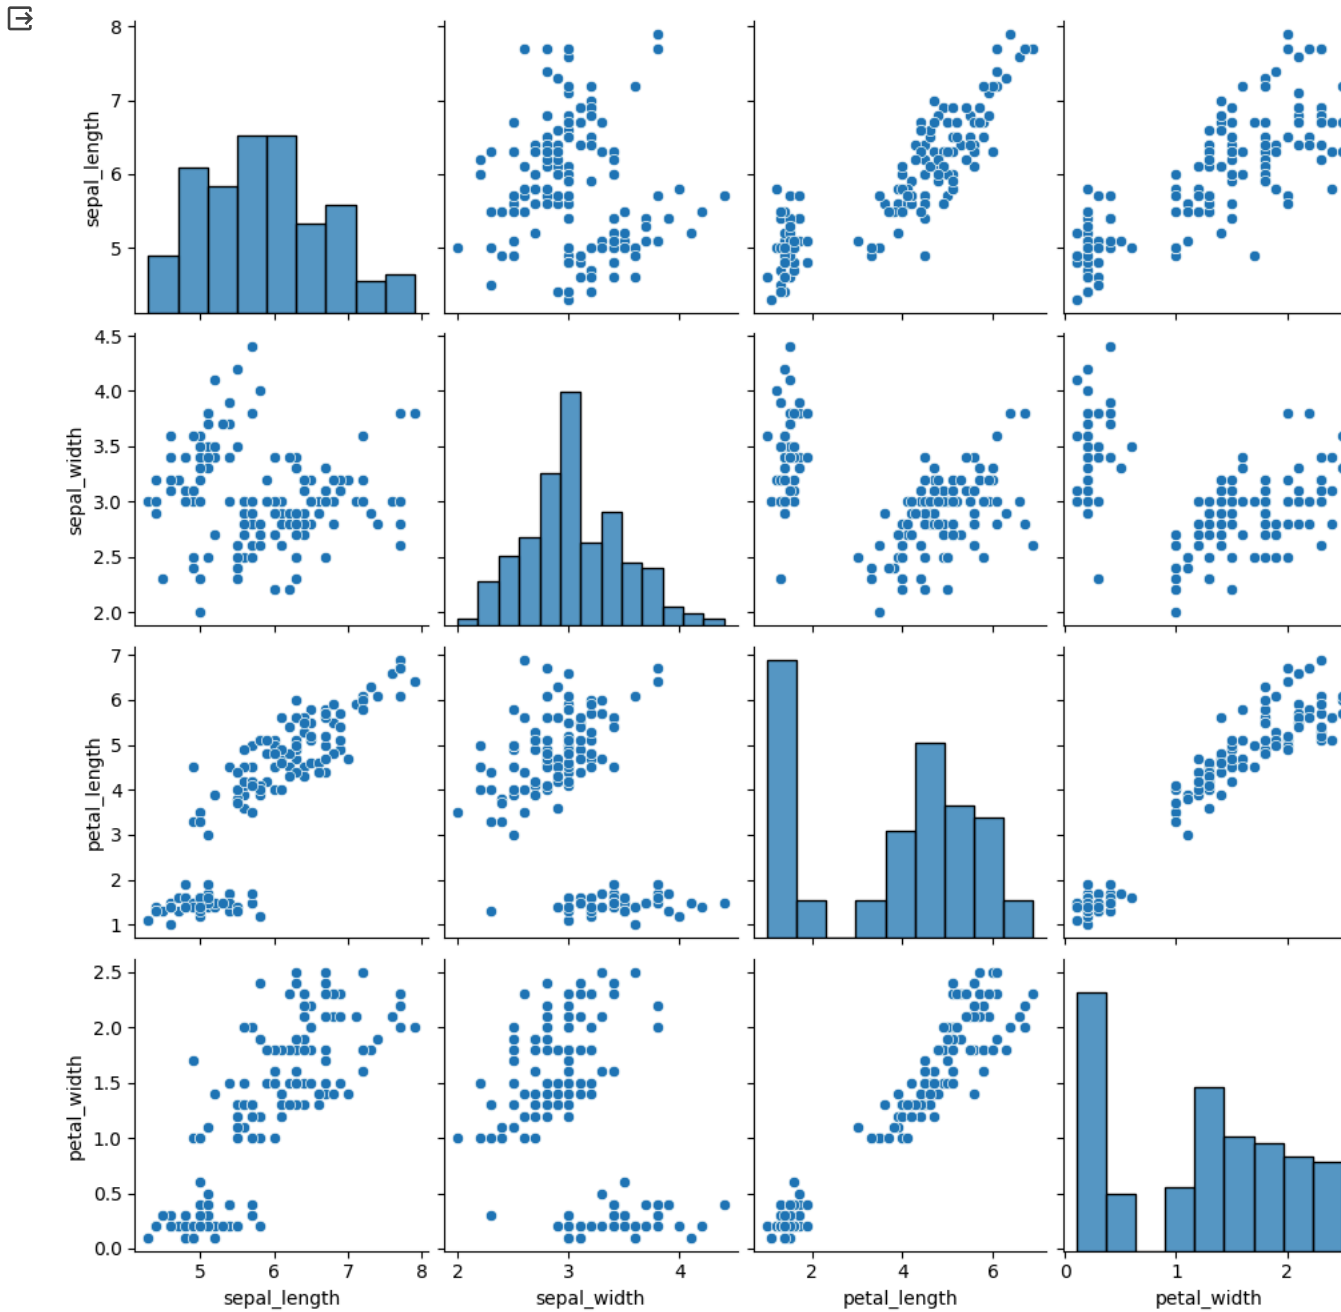 8
7
6
5
sepal_length
4.5
4.0
3.5
3.0
2.5
2.0
sepal_width
7
6
5
4
3
2
1
petal_length
2.5
2.0
1.5
1.0
0.5
0.0
petal_width
5 6 7 8
2 3 4
2 4 6
0 1 2
sepal_length sepal_width petal_length petal_width